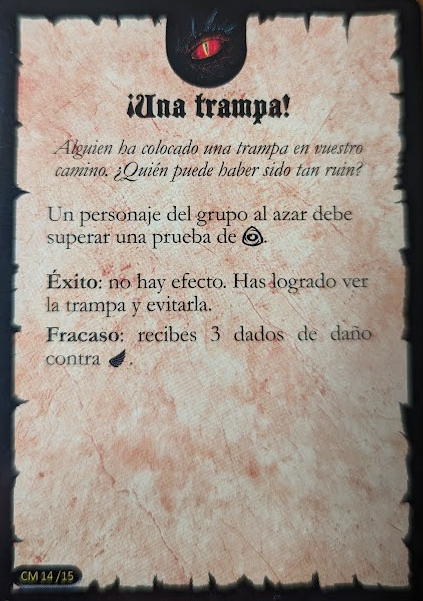 ¡Una trampa!
Alguien ha colocado una trampa en vuestro
camino. ¿Quién puede haber sido tan ruin?
Un personaje del grupo al azar debe
superar una prueba de .
Éxito: no hay efecto. Has logrado ver
la trampa y evitarla.
Fracaso: recibes 3 dados de daño
contra .
CM 14 /15